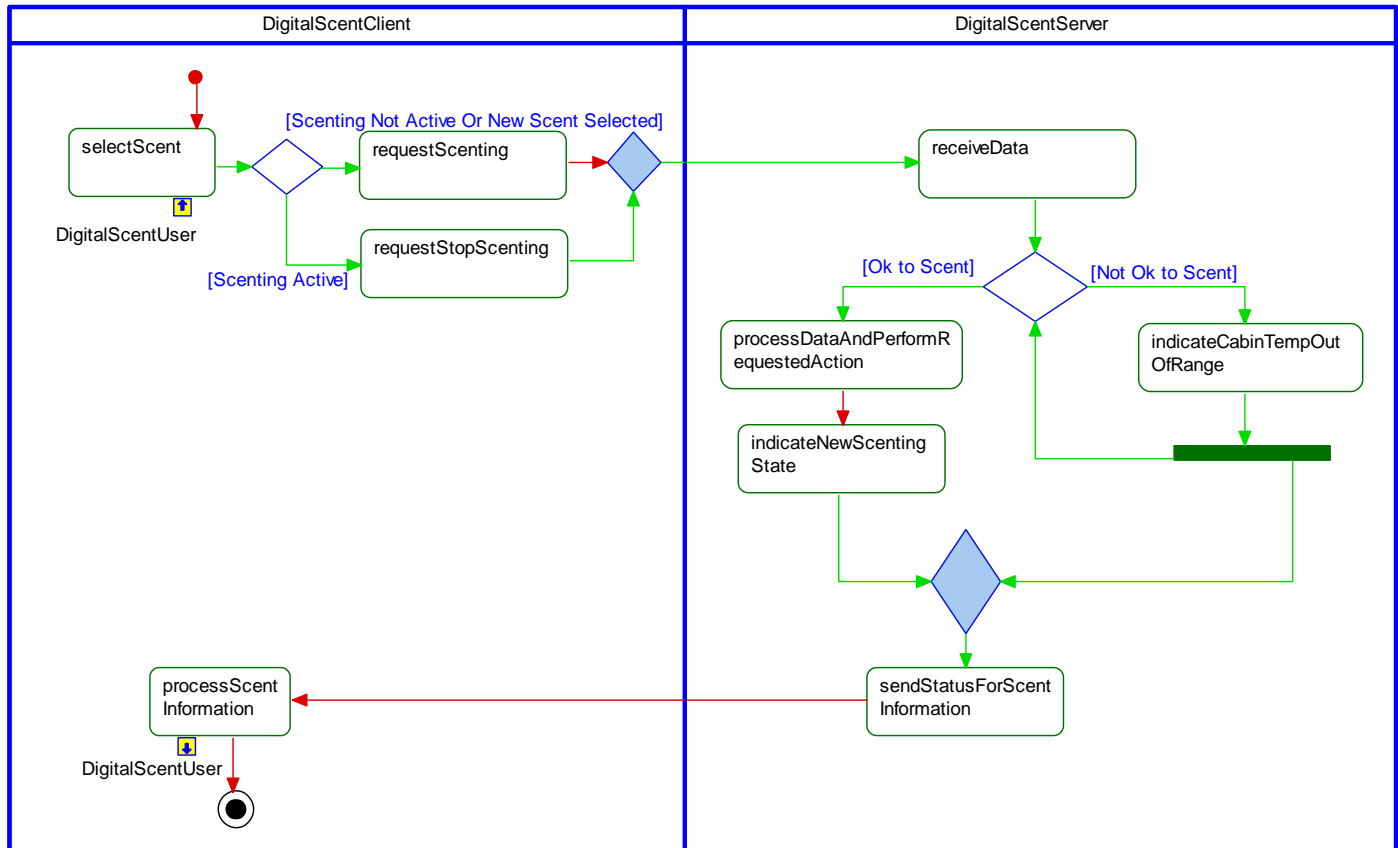 DigitalScentClient
DigitalScentServer
[Scenting Not Active Or New Scent Selected]
selectScent
requestScenting
receiveData
DigitalScentUser
requestStopScenting
[Scenting Active]
[Ok to Scent]
[Not Ok to Scent]
processDataAndPerformR
equestedAction
indicateCabinTempOut
OfRange
indicateNewScenting
State
processScent
Information
sendStatusForScent
Information
DigitalScentUser